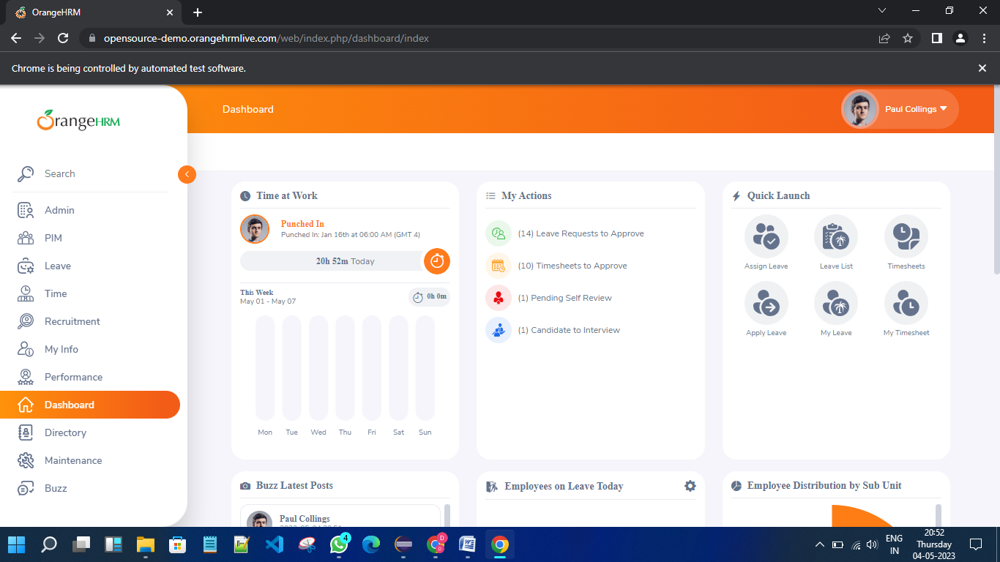 OrangeHRM
opensource-demo.orangehrmlive.com/web/index.php/dashboard/index
Chrome is being controlled by automated test software.
OrangeHRM
Dashboard
Paul Collings
Search
Admin
PIM
Leave
Time
Recruitment
My Info
Performance
Dashboard
Directory
Maintenance
Buzz
Time at Work
Punched In
Punched In: Jan 16th at 06:00 AM (GMT 4)
20h 52m Today
This Week
May 01 - May 07
0h 0m
Mon Tue Wed Thu Fri Sat Sun
My Actions
(14) Leave Requests to Approve
(10) Timesheets to Approve
(1) Pending Self Review
(1) Candidate to Interview
Quick Launch
Assign Leave Leave List Timesheets
Apply Leave My Leave My Timesheet
Buzz Latest Posts
Paul Collings
Employees on Leave Today
Employee Distribution by Sub Unit
4
D
D
ENG
IN
20:52
Thursday
04-05-2023